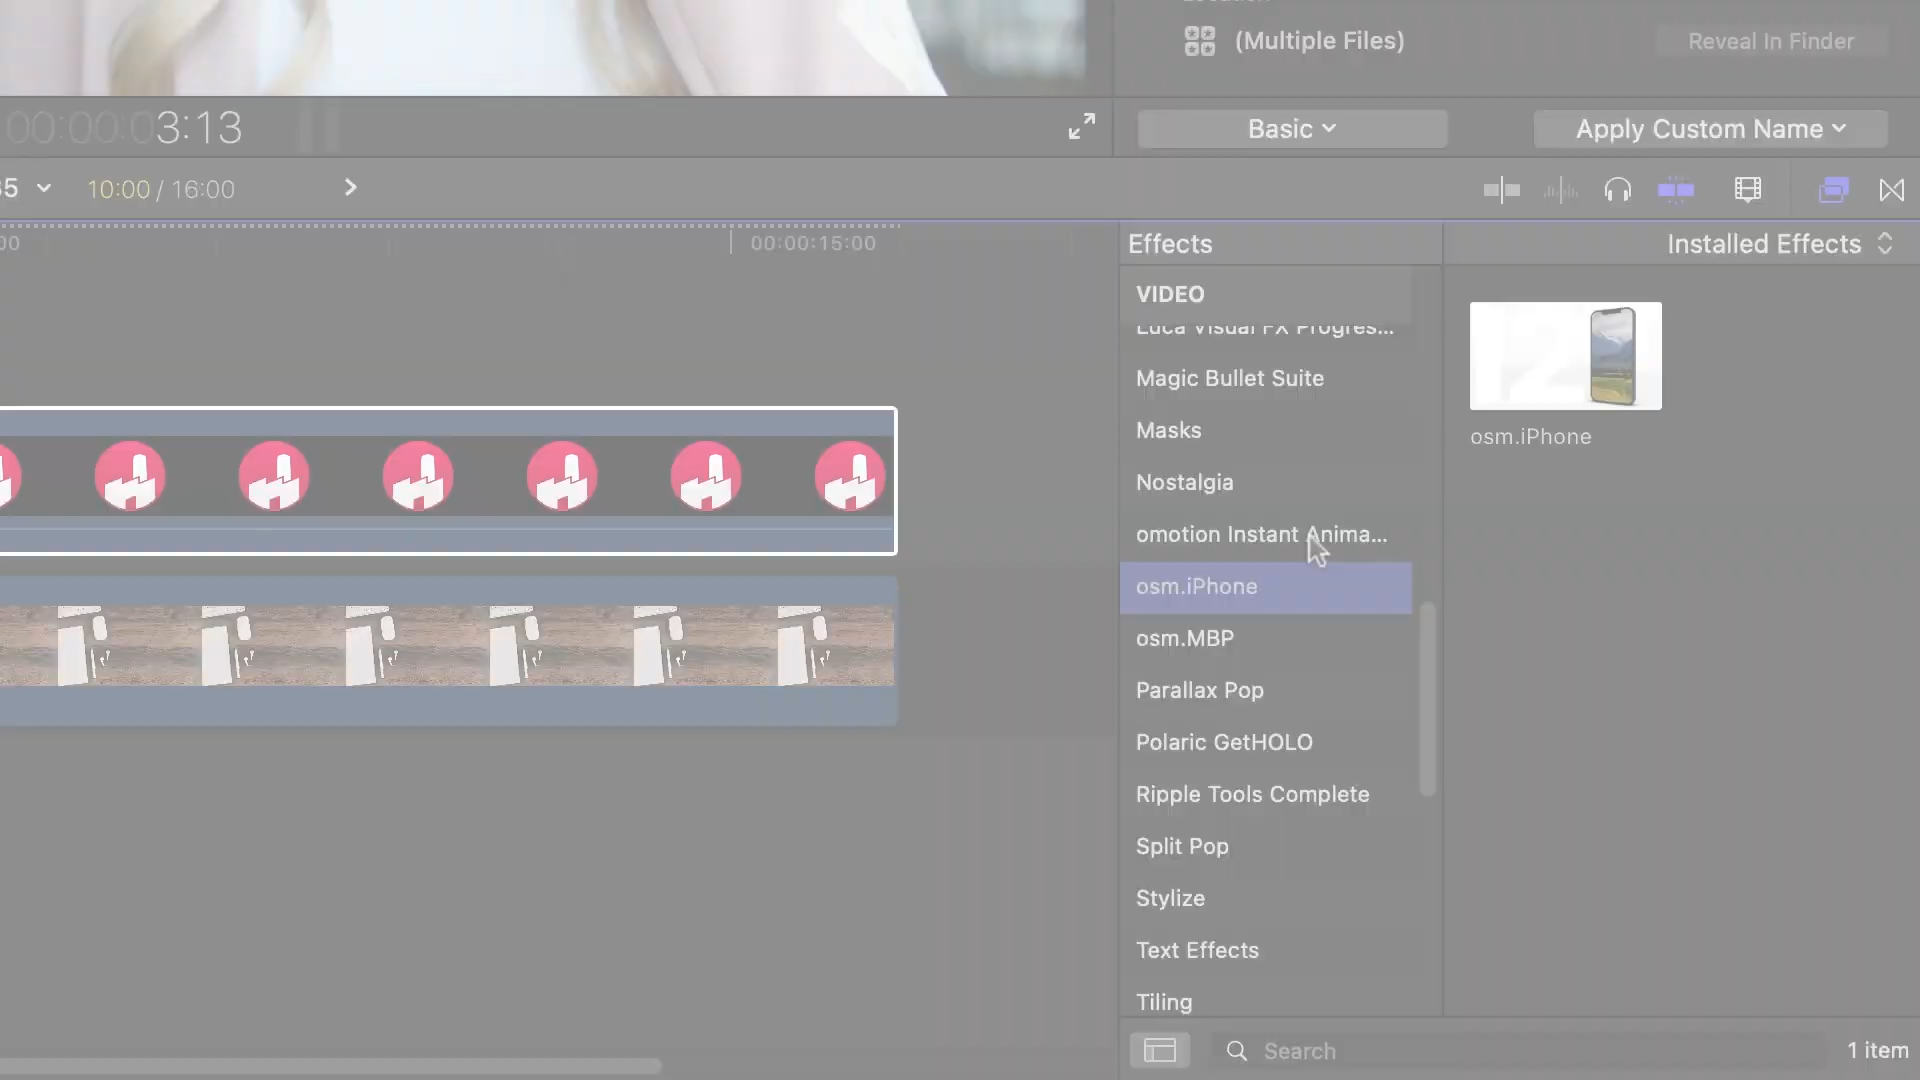 (Multiple Files)
Reveal In Finder
00:00:03:13
Basic
Apply Custom Name
10:00 / 16:00
00:00:15:00
Effects
Installed Effects
VIDEO
Luca Visual FX Progres...
Magic Bullet Suite
Masks
Nostalgia
omotion Instant Anima...
osm.iPhone
osm.MBP
Parallax Pop
Polaric GetHOLO
Ripple Tools Complete
Split Pop
Stylize
Text Effects
Tiling
osm.iPhone
Search
1 item